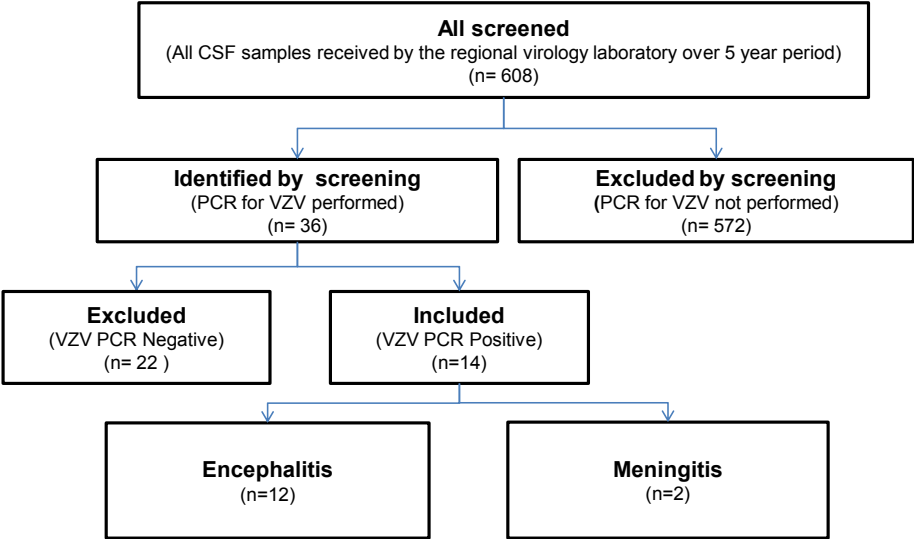 All screened
(All CSF samples received by the regional virology laboratory over 5 year period)
(n= 608)
Identified by screening
(PCR for VZV performed)
(n= 36)
Excluded by screening
(PCR for VZV not performed)
(n= 572)
Excluded
(VZV PCR Negative)
(n= 22 )
Included
(VZV PCR Positive)
(n=14)
Encephalitis
(n=12)
Meningitis
(n=2)